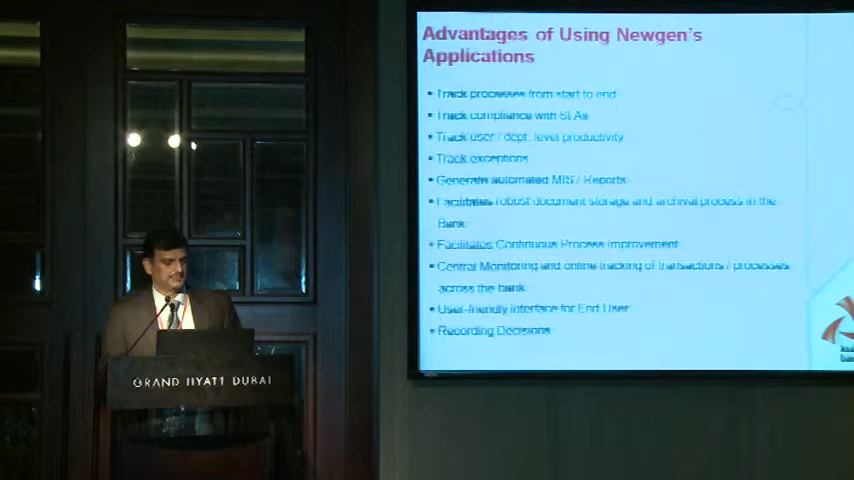 Advantages of Using Newgen's
Applications
Track processes from start to end
Track compliance with SLAs
Track user / dept. level productivity
Track exceptions
Generate automated MIS / Reports
Facilitates robust document storage and archival process in the
Bank
Facilitates Continuous Process Improvement
Central Monitoring and online tracking of transactions / processes
across the bank
User-friendly interface for End User
Recording Decisions
GRAND HYATT DUBAI